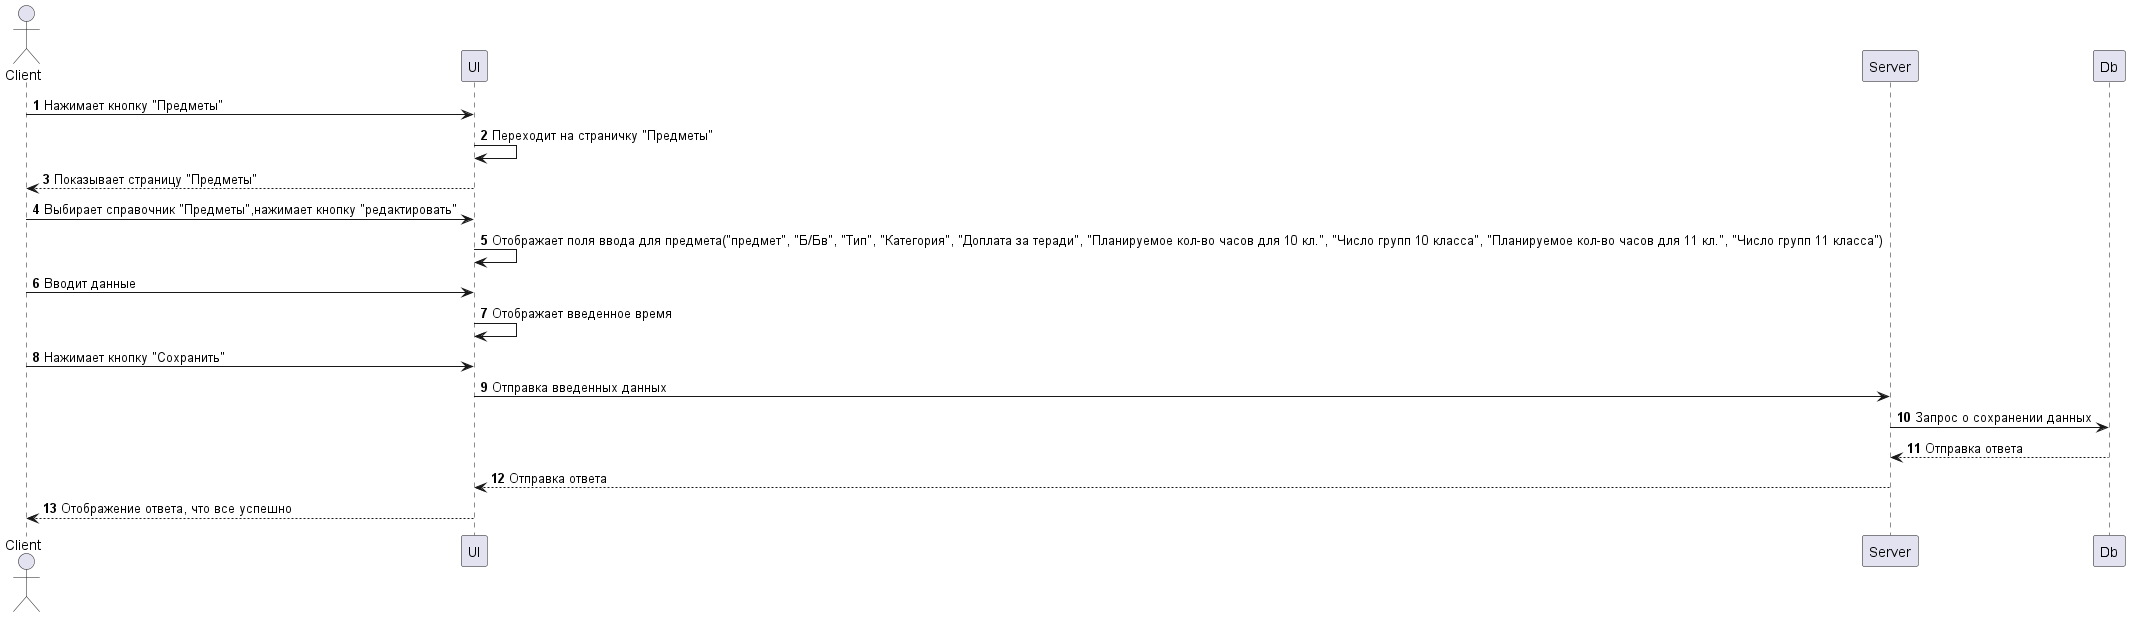 Client
UI
Server
Db
1 Нажимает кнопку "Предметы"
2 Переходит на страничку "Предметы"
3 Показывает страницу "Предметы"
4 Выбирает справочник "Предметы",нажимает кнопку "редактировать"
5 Отображает поля ввода для предмета("предмет", "Б/Бв", "Тип", "Категория", "Доплата за теради", "Планируемое кол-во часов для 10 кл.", "Число групп 10 класса", "Планируемое кол-во часов для 11 кл.", "Число групп 11 класса")
6 Вводит данные
7 Отображает введенное время
8 Нажимает кнопку "Сохранить"
9 Отправка введенных данных
10 Запрос о сохранении данных
11 Отправка ответа
12 Отправка ответа
13 Отображение ответа, что все успешно
Client
UI
Server
Db